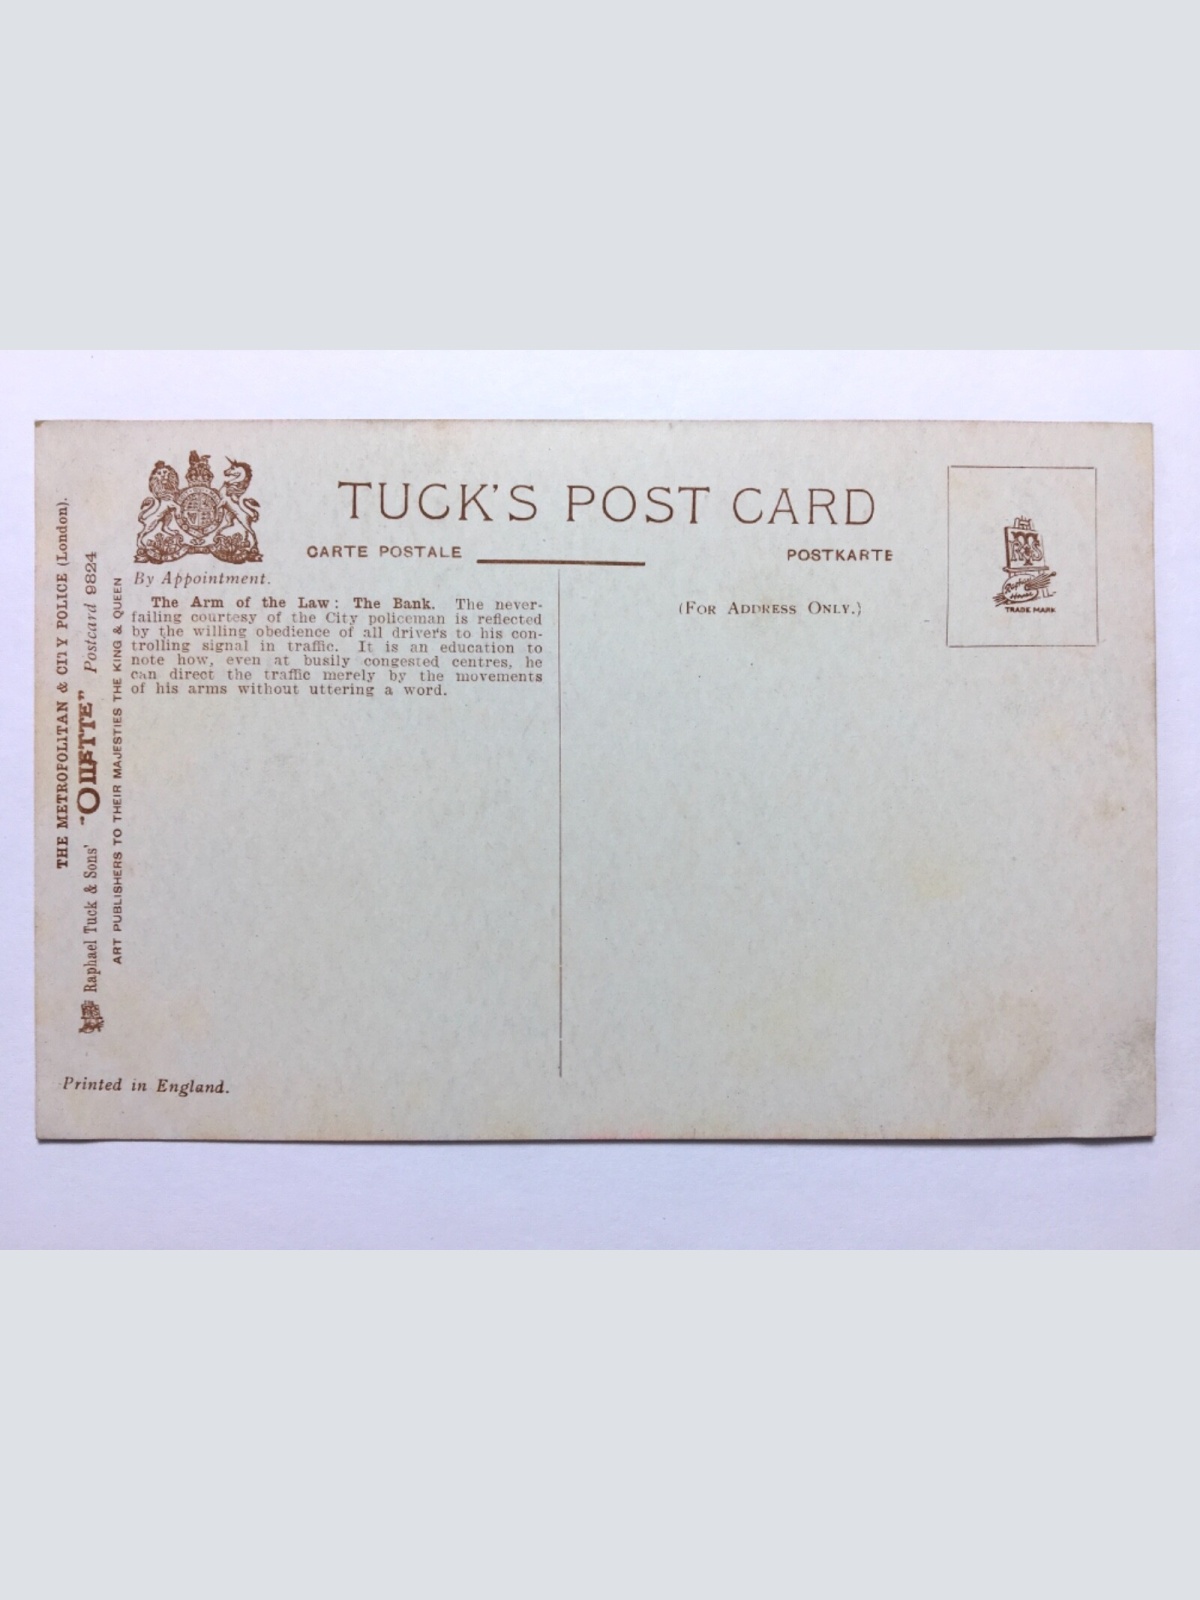 TUCK'S POST CARD
CARTE POSTALE
POSTKARTE
By Appointment.
(FOR ADDRESS ONLY.)
TRADE MARK
The Arm of the Law: The Bank. The never-
failing courtesy of the City policeman is reflected
by the willing obedience of all drivers to his con-
trolling signal in traffic. It is an education to
note how, even at busily congested centres, he
can direct the traffic merely by the movements
of his arms without uttering a word.
THE METROPOLITAN & CITY POLICE (London).
Raphael Tuck & Sons' "OILETTE" Postcard 9824
ART PUBLISHERS TO THEIR MAJESTIES THE KING & QUEEN
Printed in England.